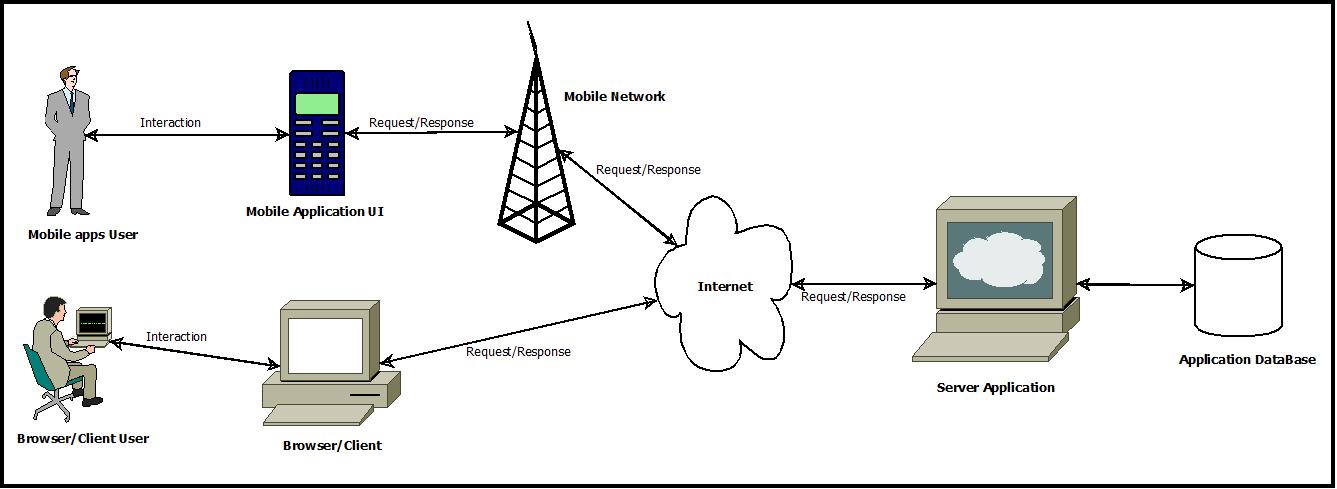 Mobile Network
Interaction
Request/Response
Request/Response
Mobile Application UI
Mobile apps User
Internet
Request/Response
Interaction
Request/Response
Application DataBase
Server Application
Browser/Client User
Browser/Client